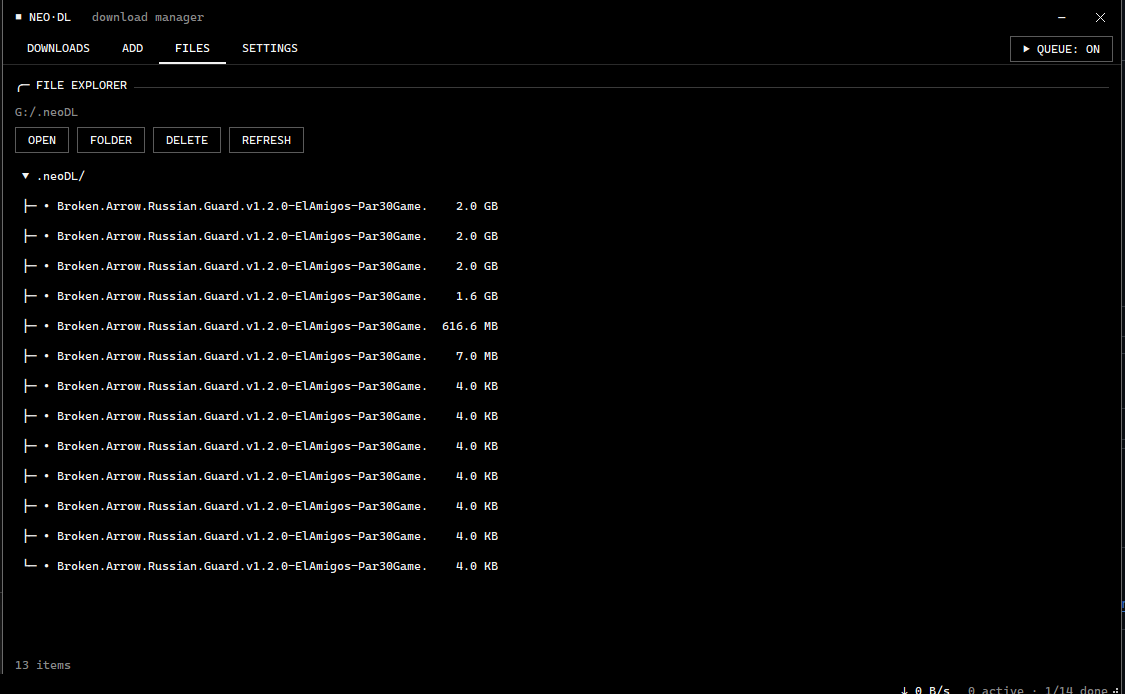 ■ NEO·DL download manager
DOWNLOADS ADD FILES SETTINGS ▶ QUEUE: ON
FILE EXPLORER
G:/.neoDL
OPEN FOLDER DELETE REFRESH
▼ .neoDL/
├─ • Broken.Arrow.Russian.Guard.v1.2.0-ElAmigos-Par30Game. 2.0 GB
├─ • Broken.Arrow.Russian.Guard.v1.2.0-ElAmigos-Par30Game. 2.0 GB
├─ • Broken.Arrow.Russian.Guard.v1.2.0-ElAmigos-Par30Game. 2.0 GB
├─ • Broken.Arrow.Russian.Guard.v1.2.0-ElAmigos-Par30Game. 1.6 GB
├─ • Broken.Arrow.Russian.Guard.v1.2.0-ElAmigos-Par30Game. 616.6 MB
├─ • Broken.Arrow.Russian.Guard.v1.2.0-ElAmigos-Par30Game. 7.0 MB
├─ • Broken.Arrow.Russian.Guard.v1.2.0-ElAmigos-Par30Game. 4.0 KB
├─ • Broken.Arrow.Russian.Guard.v1.2.0-ElAmigos-Par30Game. 4.0 KB
├─ • Broken.Arrow.Russian.Guard.v1.2.0-ElAmigos-Par30Game. 4.0 KB
├─ • Broken.Arrow.Russian.Guard.v1.2.0-ElAmigos-Par30Game. 4.0 KB
├─ • Broken.Arrow.Russian.Guard.v1.2.0-ElAmigos-Par30Game. 4.0 KB
├─ • Broken.Arrow.Russian.Guard.v1.2.0-ElAmigos-Par30Game. 4.0 KB
└─ • Broken.Arrow.Russian.Guard.v1.2.0-ElAmigos-Par30Game. 4.0 KB
13 items
↓ 0 B/s 0 active · 1/14 done